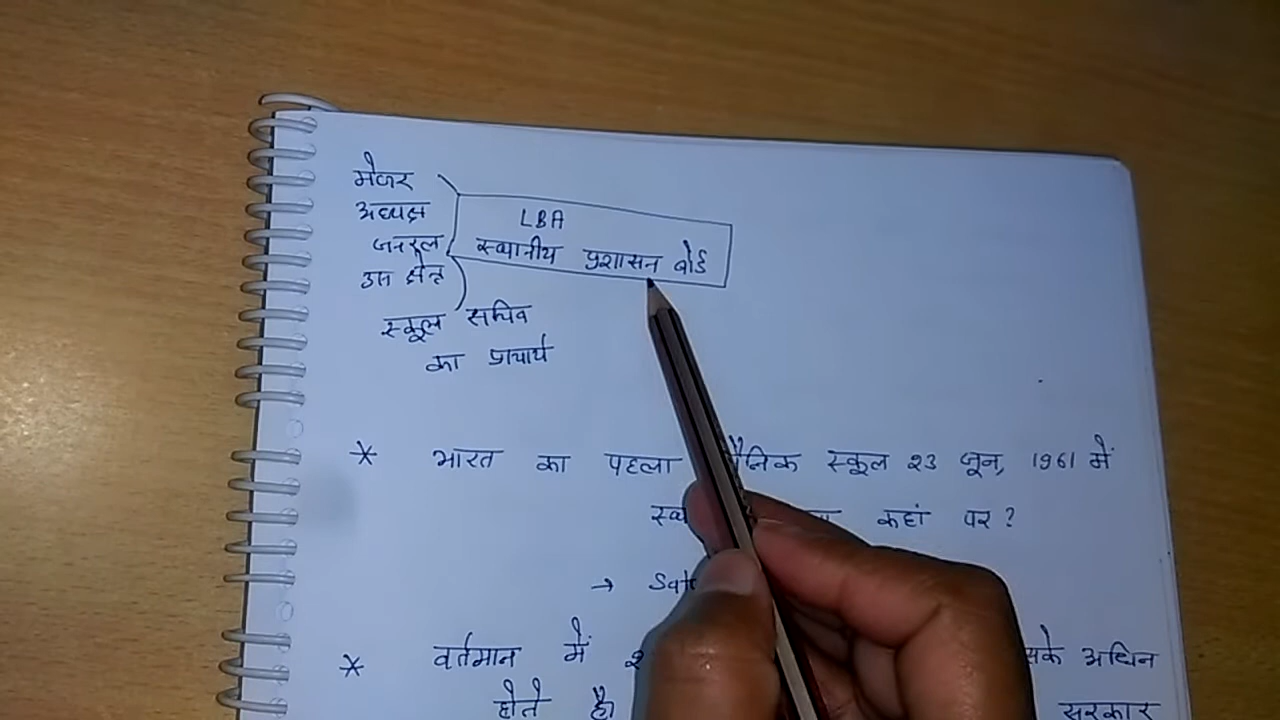 मेजर
अध्यक्ष
जनरल
उप क्षेत्र
LBA
स्थानीय प्रशासन बोर्ड
स्कूल सचिव
का प्राचार्य
* भारत का पहला सैनिक स्कूल 23 जून, 1961 में
कहां पर ?
→
* वर्तमान में अधिन
होते है। सरकार